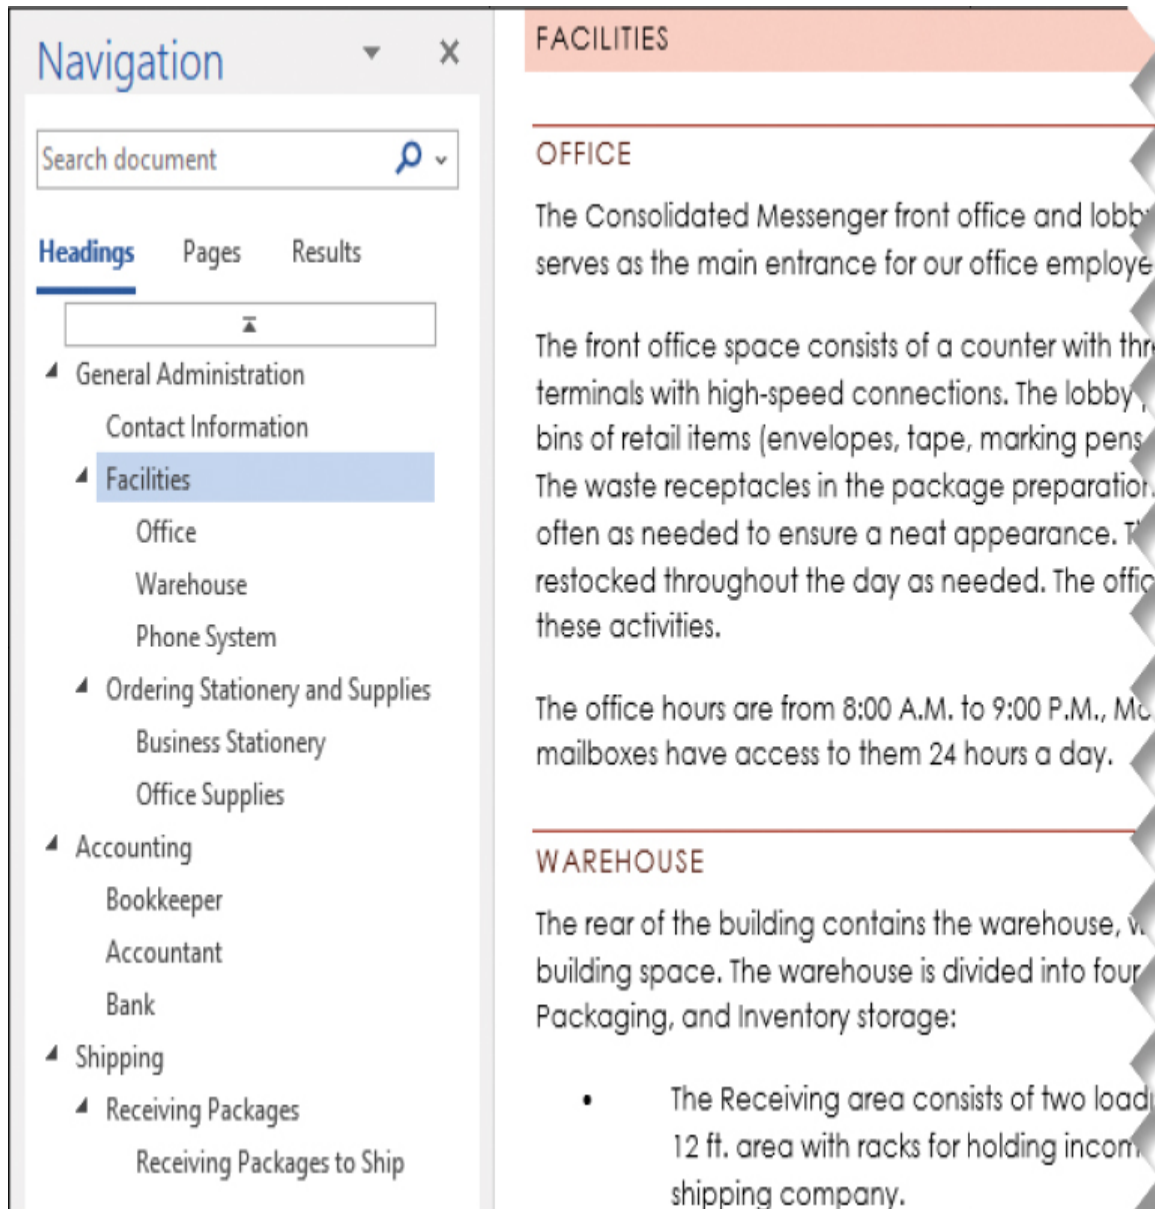 Navigation
Search document
Headings Pages Results
General Administration
Contact Information
Facilities
Office
Warehouse
Phone System
Ordering Stationery and Supplies
Business Stationery
Office Supplies
Accounting
Bookkeeper
Accountant
Bank
Shipping
Receiving Packages
Receiving Packages to Ship
FACILITIES
OFFICE
The Consolidated Messenger front office and
serves as the main entrance for our office
The front office space consists of a counter with
terminals with high-speed connections. The lobby
bins of retail items (envelopes, tape, marking pens
The waste receptacles in the package
often as needed to ensure a neat appearance.
restocked throughout the day as needed. The
these activities.
The office hours are from 8:00 A.M. to 9:00 P.M.,
mailboxes have access to them 24 hours a day.
WAREHOUSE
The rear of the building contains the warehouse,
building space. The warehouse is divided into four
Packaging, and Inventory storage:
• The Receiving area consists of two
12 ft. area with racks for holding
shipping company.